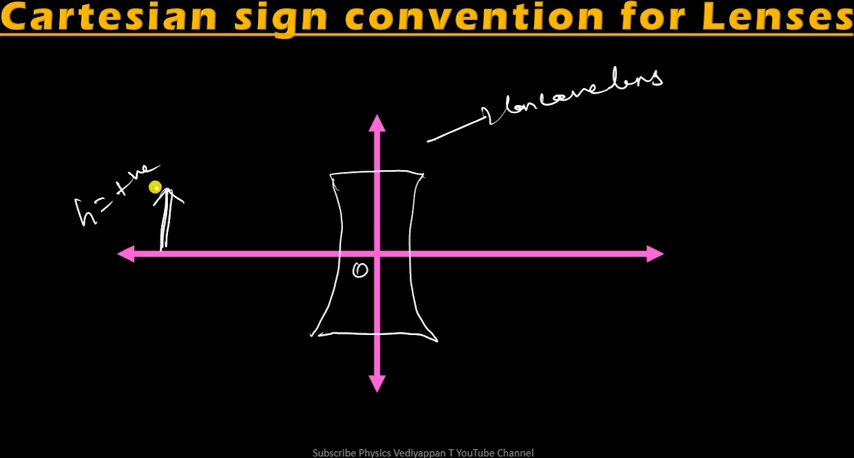 Cartesian sign convention for Lenses
concave lens
h = +ve
O
Subscribe Physics Vediyappan T YouTube Channel